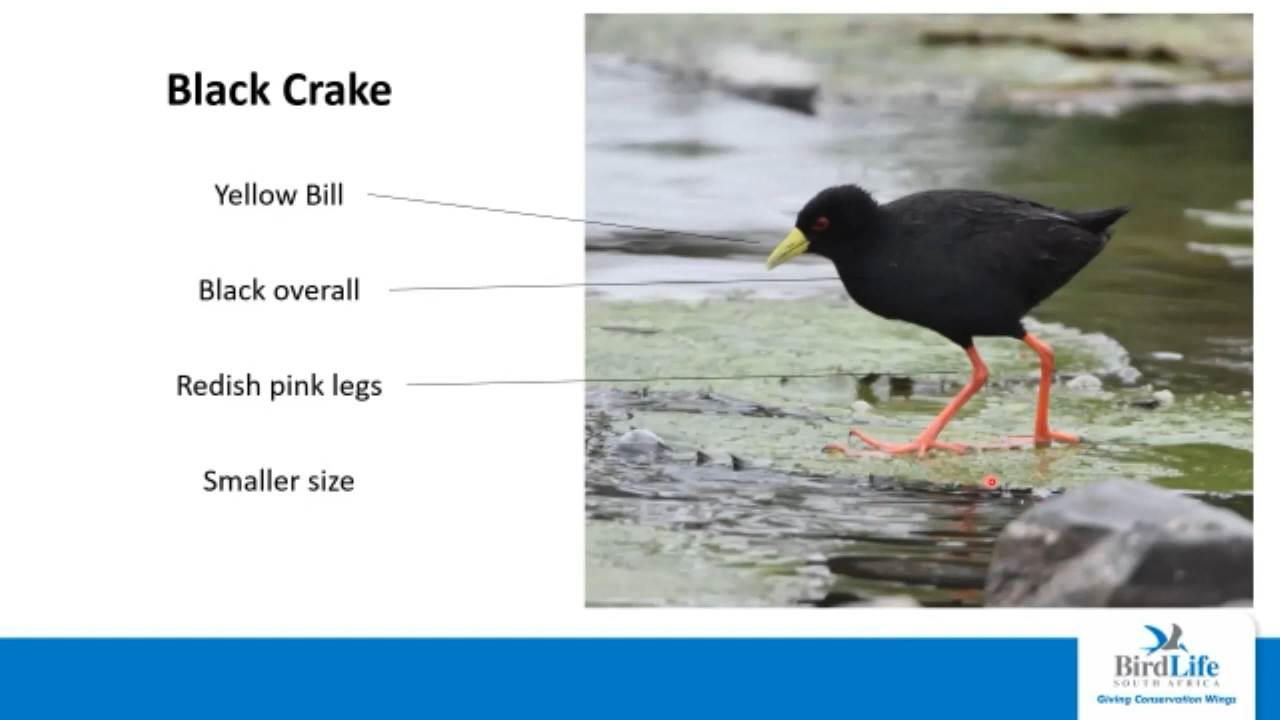 Black Crake
Yellow Bill
Black overall
Redish pink legs
Smaller size
BirdLife
SOUTH AFRICA
Giving Conservation Wings